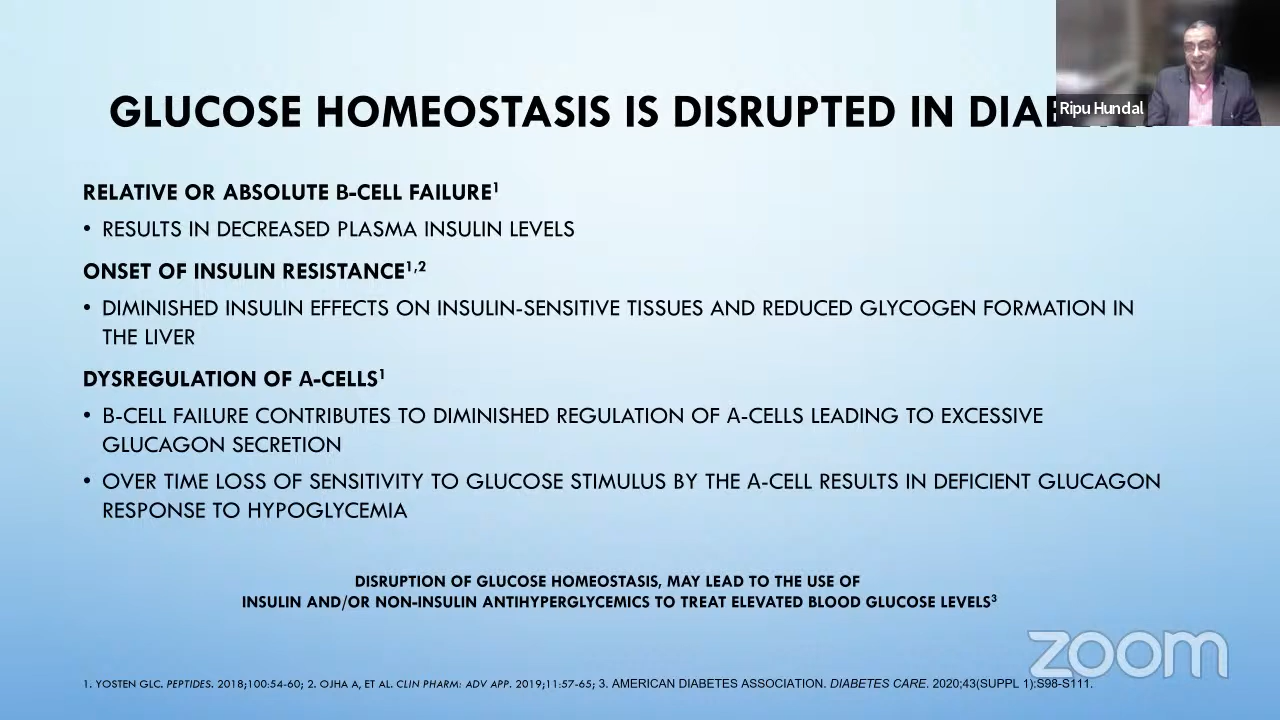 GLUCOSE HOMEOSTASIS IS DISRUPTED IN
Ripu Hundal
RELATIVE OR ABSOLUTE B-CELL FAILURE1
• RESULTS IN DECREASED PLASMA INSULIN LEVELS
ONSET OF INSULIN RESISTANCE1,2
• DIMINISHED INSULIN EFFECTS ON INSULIN-SENSITIVE TISSUES AND REDUCED GLYCOGEN FORMATION IN
THE LIVER
DYSREGULATION OF A-CELLS1
• B-CELL FAILURE CONTRIBUTES TO DIMINISHED REGULATION OF A-CELLS LEADING TO EXCESSIVE
GLUCAGON SECRETION
• OVER TIME LOSS OF SENSITIVITY TO GLUCOSE STIMULUS BY THE A-CELL RESULTS IN DEFICIENT GLUCAGON
RESPONSE TO HYPOGLYCEMIA
DISRUPTION OF GLUCOSE HOMEOSTASIS, MAY LEAD TO THE USE OF
INSULIN AND/OR NON-INSULIN ANTIHYPERGLYCEMICS TO TREAT ELEVATED BLOOD GLUCOSE LEVELS3
zoom
1. YOSTEN GLC. PEPTIDES. 2018;100:54-60; 2. OJHA A, ET AL. CLIN PHARM: ADV APP. 2019;11:57-65; 3. AMERICAN DIABETES ASSOCIATION. DIABETES CARE. 2020;43(SUPPL 1):S98-S111.